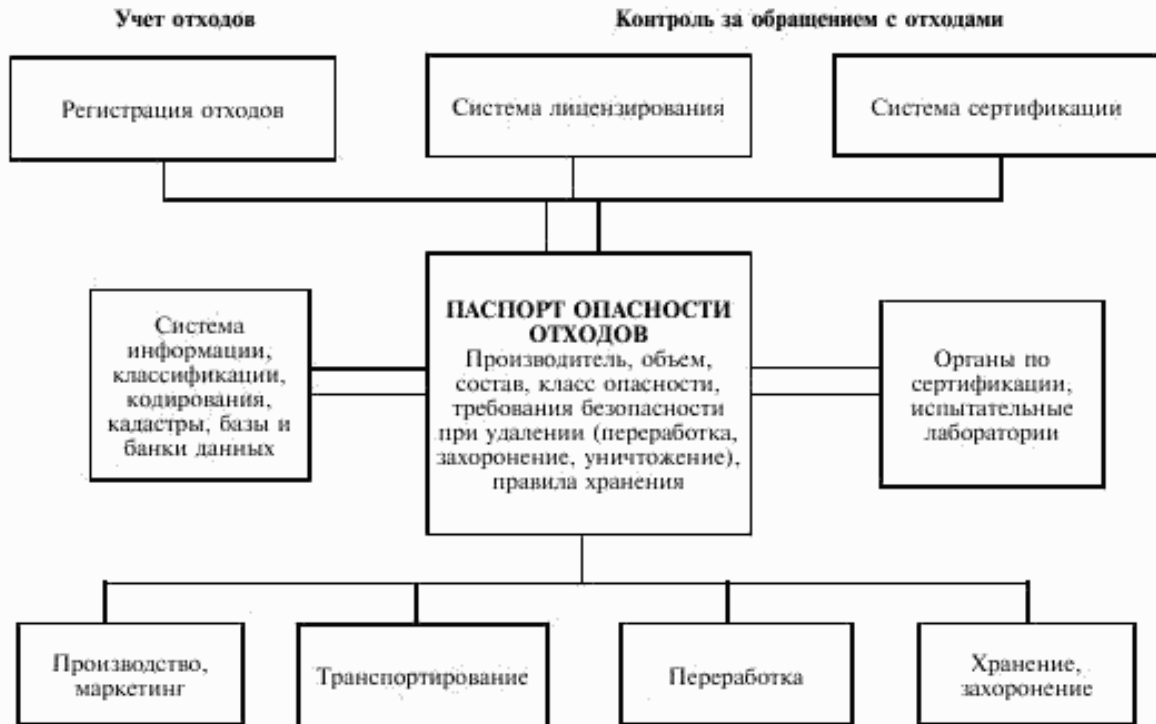 Учет отходов
Контроль за обращением с отходами
Регистрация отходов
Система лицензирования
Система сертификации
Система
информации,
классификации,
кодирования,
кадастры, базы и
банки данных
ПАСПОРТ ОПАСНОСТИ
ОТХОДОВ
Производитель, объем,
состав, класс опасности,
требования безопасности
при удалении (переработка,
захоронение, уничтожение),
правила хранения
Органы по
сертификации,
испытательные
лаборатории
Производство,
маркетинг
Транспортирование
Переработка
Хранение,
захоронение